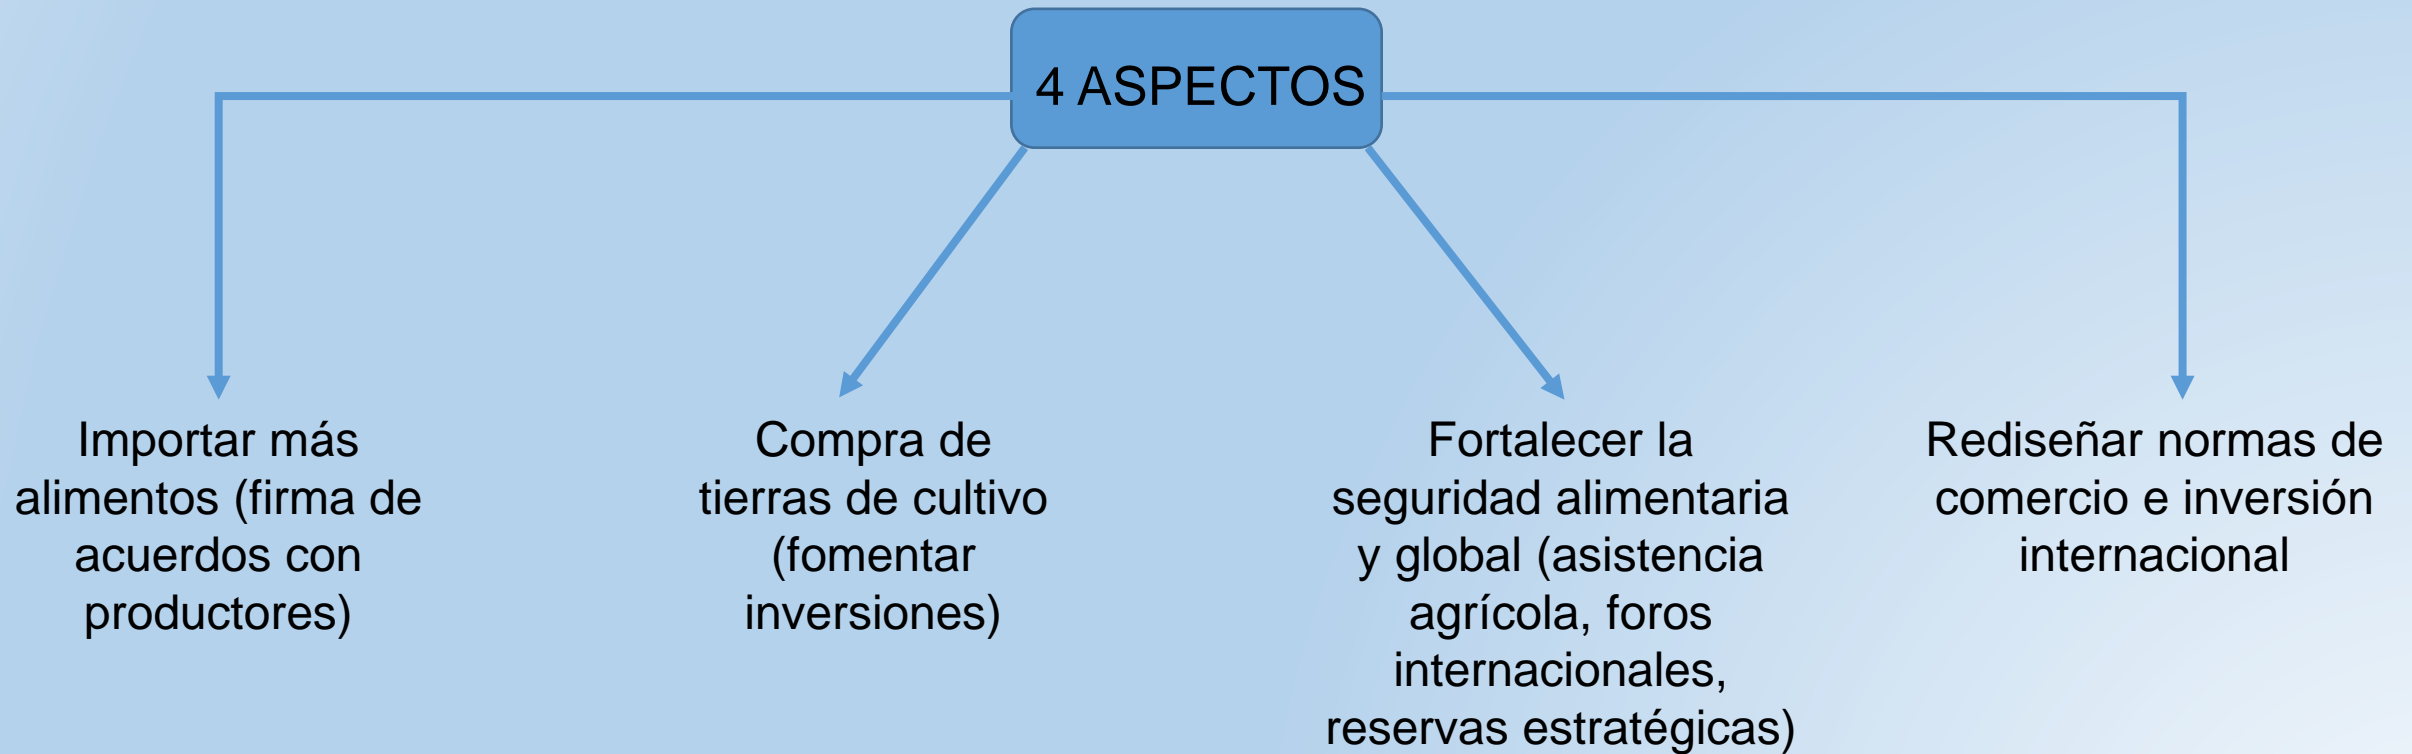 4 ASPECTOS
Importar más
alimentos (firma de
acuerdos con
productores)
Compra de
tierras de cultivo
(fomentar
inversiones)
Fortalecer la
seguridad alimentaria
y global (asistencia
agrícola, foros
internacionales,
reservas estratégicas)
Rediseñar normas de
comercio e inversión
internacional